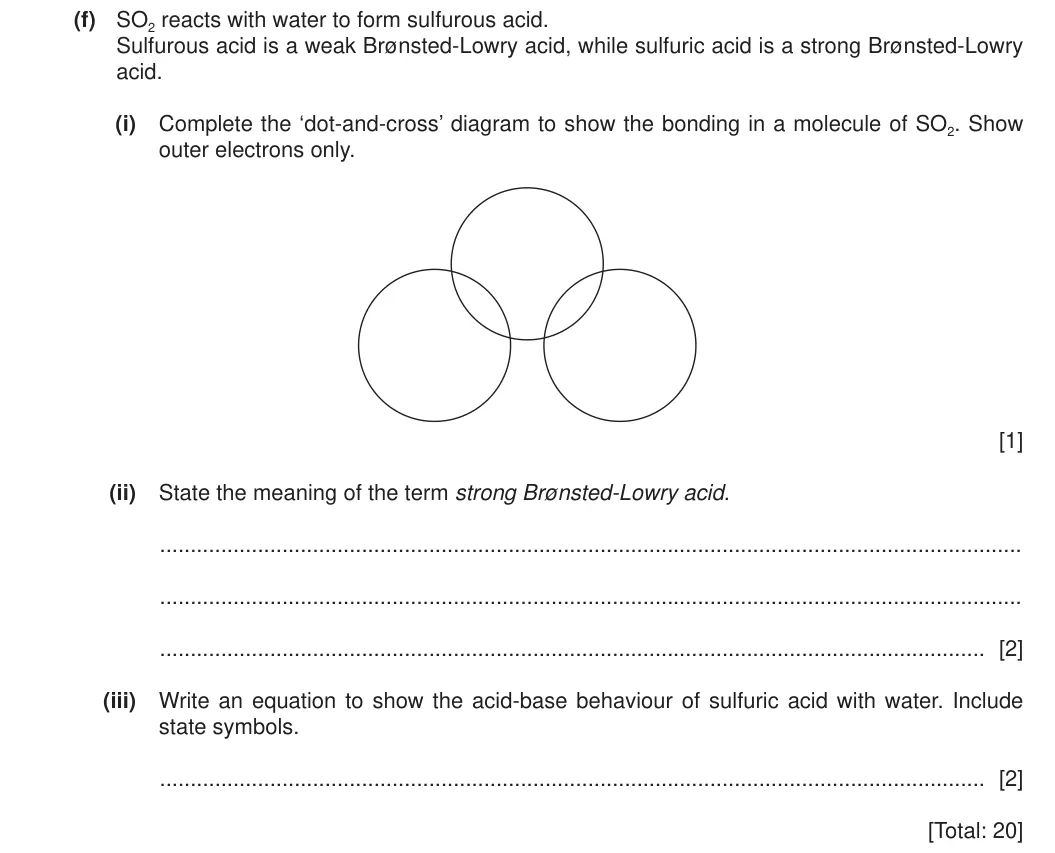 (f) SO2 reacts with water to form sulfurous acid.
Sulfurous acid is a weak Brønsted-Lowry acid, while sulfuric acid is a strong Brønsted-Lowry
acid.
(i) Complete the ‘dot-and-cross’ diagram to show the bonding in a molecule of SO2. Show
outer electrons only.
[1]
(ii) State the meaning of the term strong Brønsted-Lowry acid.
..........
..........
.......... [2]
(iii) Write an equation to show the acid-base behaviour of sulfuric acid with water. Include
state symbols.
.......... [2]
[Total: 20]